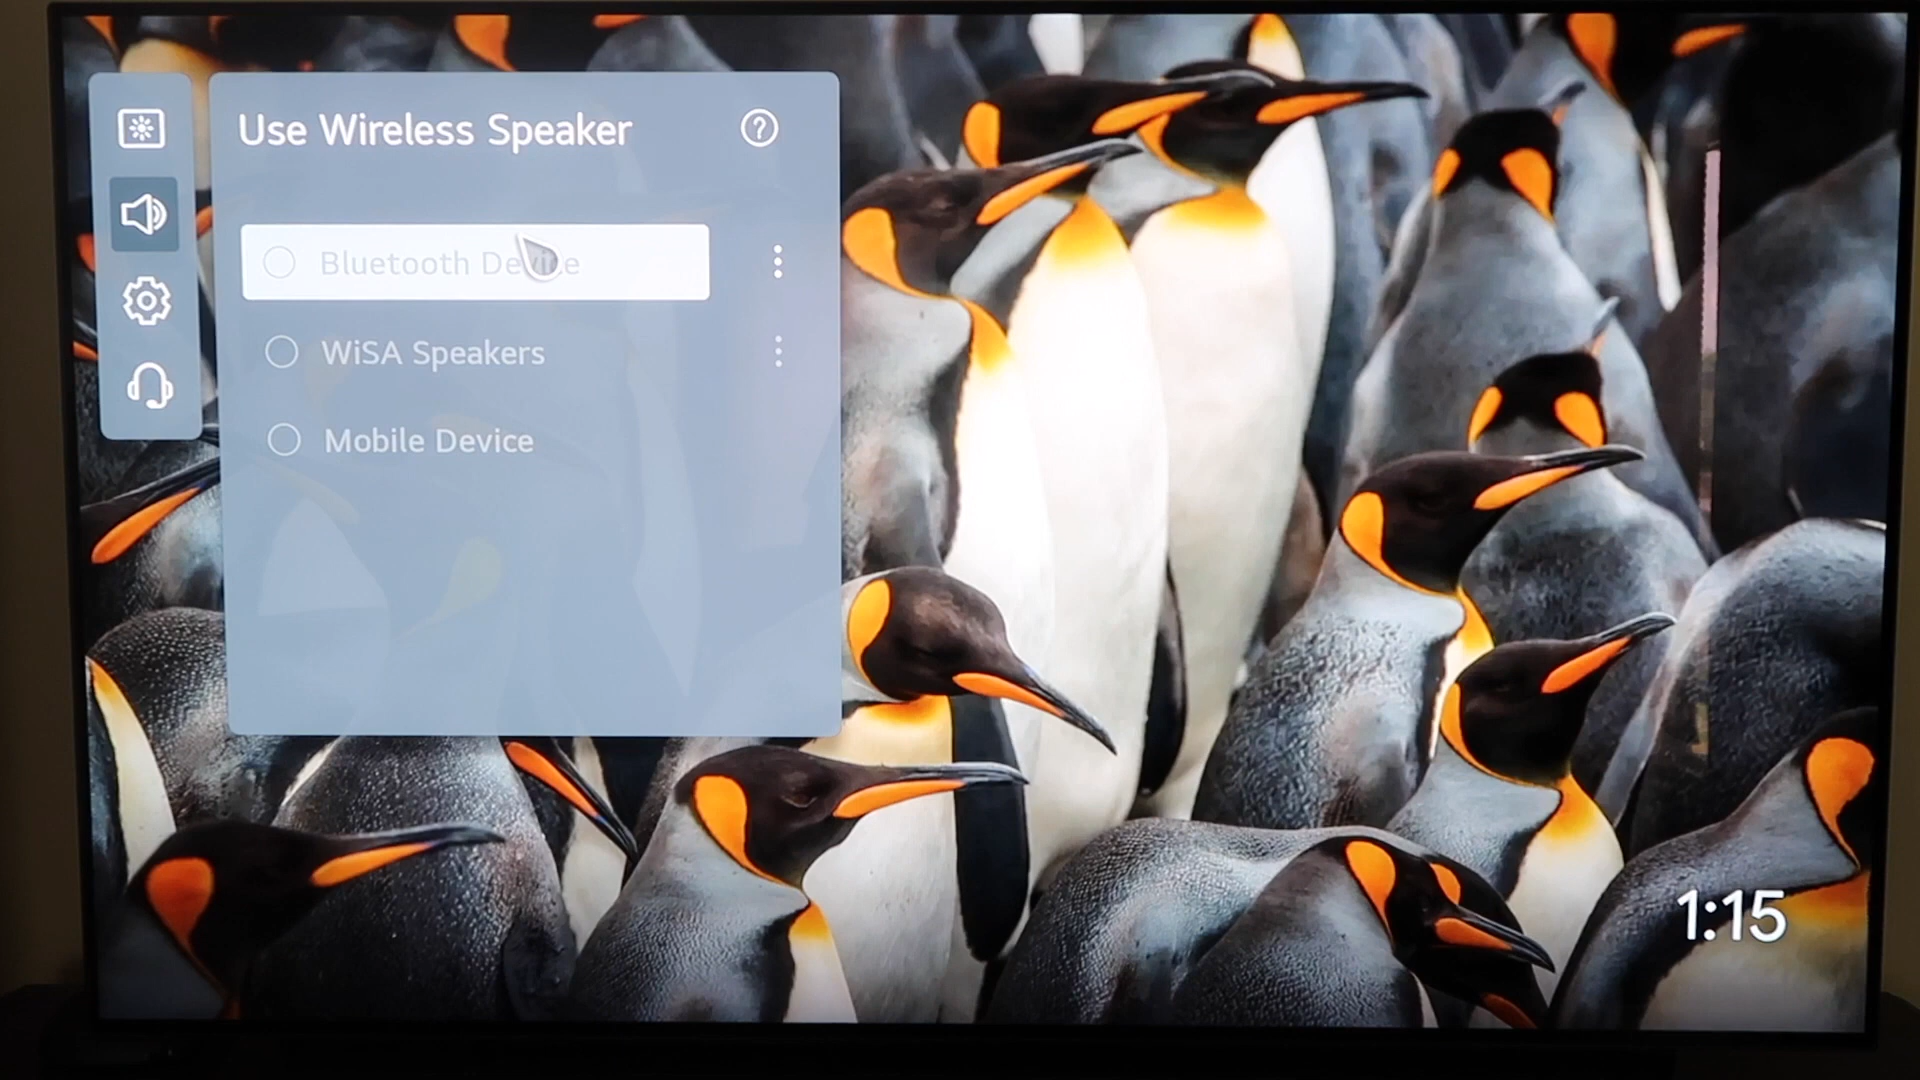 Use Wireless Speaker
Bluetooth Device
WiSA Speakers
Mobile Device
1:15